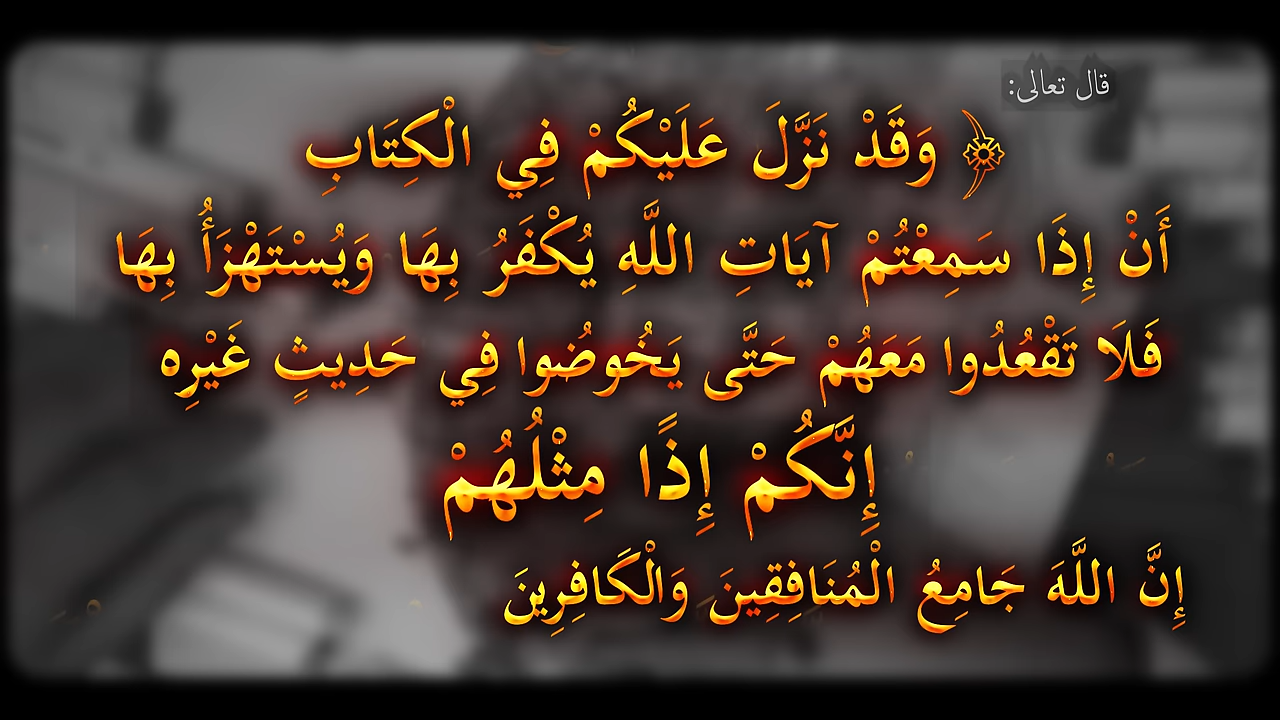 قال تعالى:
﴿ وَقَدْ نَزَّلَ عَلَيْكُمْ فِي الْكِتَابِ
أَنْ إِذَا سَمِعْتُمْ آيَاتِ اللَّهِ يُكْفَرُ بِهَا وَيُسْتَهْزَأُ بِهَا
فَلَا تَقْعُدُوا مَعَهُمْ حَتَّى يَخُوضُوا فِي حَدِيثٍ غَيْرِهِ
إِنَّكُمْ إِذًا مِثْلُهُمْ
إِنَّ اللَّهَ جَامِعُ الْمُنَافِقِينَ وَالْكَافِرِينَ